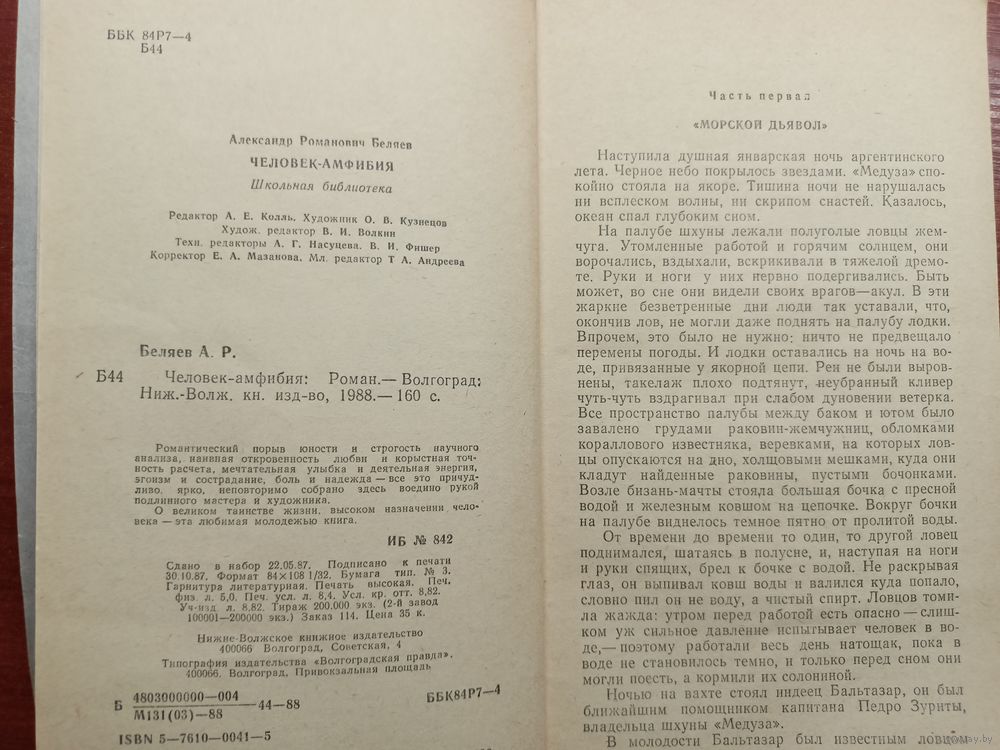 ББК 84Р7—4
Б44
Александр Романович Беляев
ЧЕЛОВЕК-АМФИБИЯ
Школьная библиотека
Редактор А. Е. Колль. Художник О. В. Кузнецов
Худож. редактор В. И. Волкин
Техн. редакторы А. Г. Насуцева. В. И. Фишер
Корректор Е. А. Мазанова. Мл. редактор Т А. Андреева
Беляев А. Р.
Б44 Человек-амфибия: Роман.— Волгоград:
Ниж.-Волж. кн. изд-во, 1988.— 160 с.
Романтический порыв юности и строгость научного
анализа, наивная откровенность любви и корыстная точ-
ность расчета, мечтательная улыбка и деятельная энергия,
эгоизм и сострадание, боль и надежда — все это причуд-
ливо, ярко, неповторимо собрано здесь воедино рукой
подлинного мастера и художника.
О великом таинстве жизни, высоком назначении чело-
века — эта любимая молодежью книга.
ИБ № 842
Сдано в набор 22.05.87. Подписано к печати
30.10.87. Формат 84×108 1/32. Бумага тип. № 3.
Гарнитура литературная. Печать высокая. Печ.
физ. л. 5,0. Печ. усл. л. 8,4. Усл. кр. отт. 8,82.
Уч-изд. л. 8,82. Тираж 200.000 экз. (2-й завод
100001—200000 экз.) Заказ 114. Цена 35 к.
Нижне-Волжское книжное издательство
400066 Волгоград, Советская, 4
Типография издательства «Волгоградская правда».
400066, Волгоград, Привокзальная площадь
Б 4803000000—004
М131(03)—88
—44—88
ББК84Р7—4
ISBN 5—7610—0041—5
Часть первая
«МОРСКОЙ ДЬЯВОЛ»
Наступила душная январская ночь аргентинского
лета. Черное небо покрылось звездами. «Медуза» спо-
койно стояла на якоре. Тишина ночи не нарушалась
ни всплеском волны, ни скрипом снастей. Казалось,
океан спал глубоким сном.
На палубе шхуны лежали полуголые ловцы жем-
чуга. Утомленные работой и горячим солнцем, они
ворочались, вздыхали, вскрикивали в тяжелой дремо-
те. Руки и ноги у них нервно подергивались. Быть
может, во сне они видели своих врагов—акул. В эти
жаркие безветренные дни люди так уставали, что,
окончив лов, не могли даже поднять на палубу лодки.
Впрочем, это было не нужно: ничто не предвещало
перемены погоды. И лодки оставались на ночь на во-
де, привязанные у якорной цепи. Реи не были выров-
нены, такелаж плохо подтянут, неубранный кливер
чуть-чуть вздрагивал при слабом дуновении ветерка.
Все пространство палубы между баком и ютом было
завалено грудами раковин-жемчужниц, обломками
кораллового известняка, веревками, на которых лов-
цы опускаются на дно, холщовыми мешками, куда они
кладут найденные раковины, пустыми бочонками.
Возле бизань-мачты стояла большая бочка с пресной
водой и железным ковшом на цепочке. Вокруг бочки
на палубе виднелось темное пятно от пролитой воды.
От времени до времени то один, то другой ловец
поднимался, шатаясь в полусне, и, наступая на ноги
и руки спящих, брел к бочке с водой. Не раскрывая
глаз, он выпивал ковш воды и валился куда попало,
словно пил он не воду, а чистый спирт. Ловцов томи-
ла жажда: утром перед работой есть опасно — слиш-
ком уж сильное давление испытывает человек в во-
де,— поэтому работали весь день натощак, пока в
воде не становилось темно, и только перед сном они
могли поесть, а кормили их солониной.
Ночью на вахте стоял индеец Бальтазар, он был
ближайшим помощником капитана Педро Зуриты,
владельца шхуны «Медуза».
В молодости Бальтазар был известным ловцом